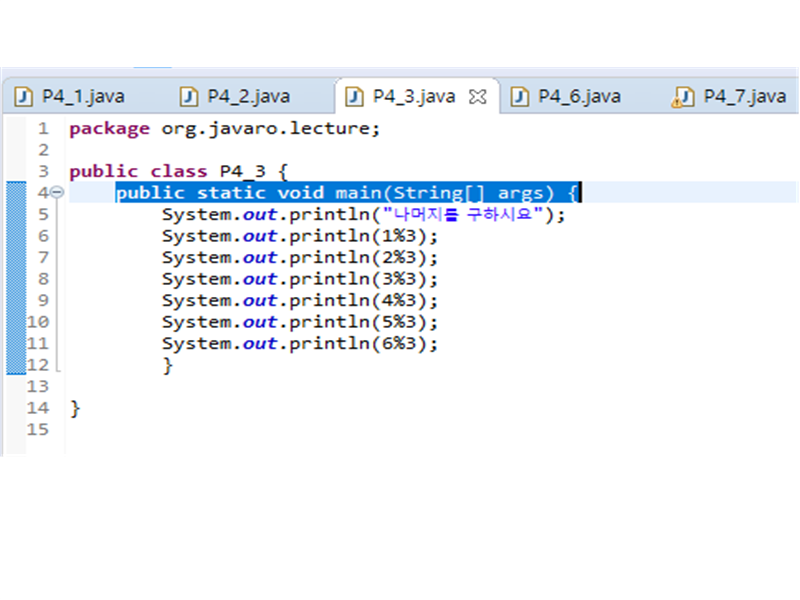 P4_1.java P4_2.java P4_3.java P4_6.java P4_7.java
1 package org.javaro.lecture;
2
3 public class P4_3 {
4 public static void main(String[] args) {
5 System.out.println("나머지를 구하시요");
6 System.out.println(1%3);
7 System.out.println(2%3);
8 System.out.println(3%3);
9 System.out.println(4%3);
10 System.out.println(5%3);
11 System.out.println(6%3);
12 }
13
14 }
15